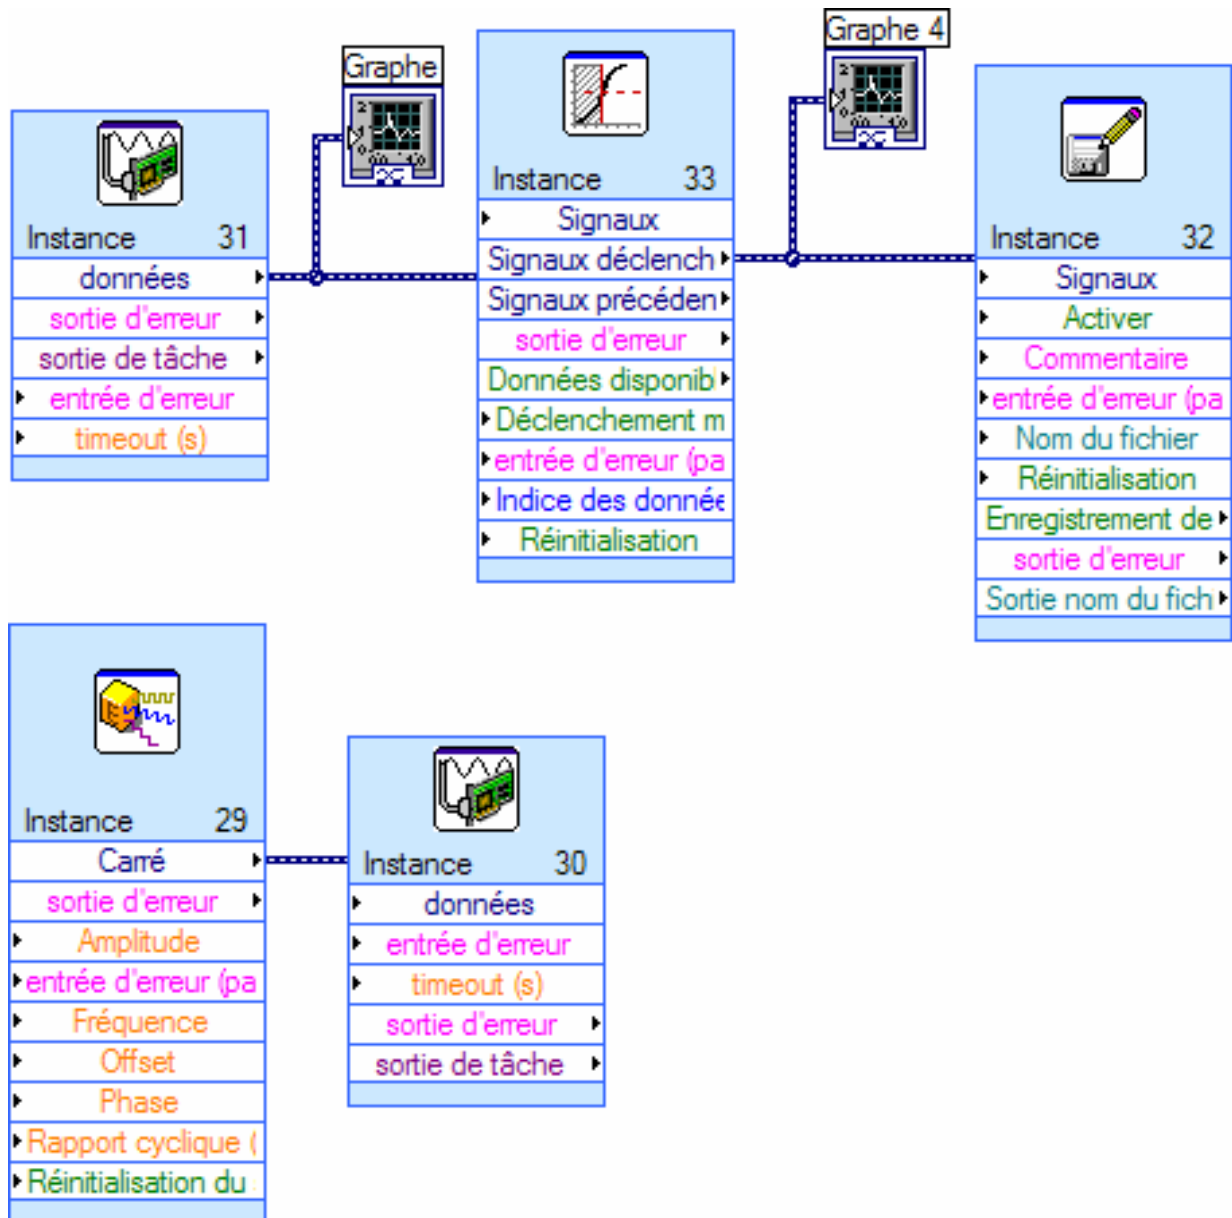 Graphe
Graphe 4
Instance 31
données
sortie d'erreur
sortie de tâche
entrée d'erreur
timeout (s)
Instance 33
Signaux
Signaux déclench
Signaux précéden
sortie d'erreur
Données disponib
Déclenchement m
entrée d'erreur (pa
Indice des donnée
Réinitialisation
Instance 32
Signaux
Activer
Commentaire
entrée d'erreur (pa
Nom du fichier
Réinitialisation
Enregistrement de
sortie d'erreur
Sortie nom du fich
Instance 29
Carré
sortie d'erreur
Amplitude
entrée d'erreur (pa
Fréquence
Offset
Phase
Rapport cyclique (
Réinitialisation du
Instance 30
données
entrée d'erreur
timeout (s)
sortie d'erreur
sortie de tâche